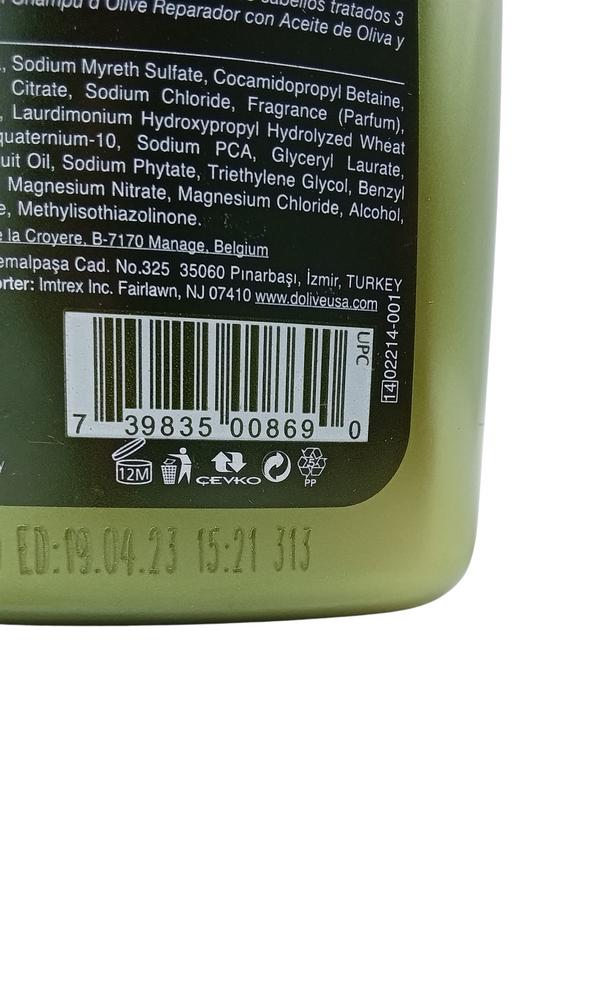 cabellos tratados 3
Champú d'Olive Reparador con Aceite de Oliva y
, Sodium Myreth Sulfate, Cocamidopropyl Betaine,
Citrate, Sodium Chloride, Fragrance (Parfum),
, Laurdimonium Hydroxypropyl Hydrolyzed Wheat
quaternium-10, Sodium PCA, Glyceryl Laurate,
uit Oil, Sodium Phytate, Triethylene Glycol, Benzyl
Magnesium Nitrate, Magnesium Chloride, Alcohol,
e, Methylisothiazolinone.
e la Croyere, B-7170 Manage, Belgium
emalpaşa Cad. No.325 35060 Pınarbaşı, İzmir, TURKEY
orter: Imtrex Inc. Fairlawn, NJ 07410 www.doliveusa.com
UPC
1402214-001
7 39835 00869 0
12M
ÇEVKO
5
PP
y
ED:19.04.23 15:21 313